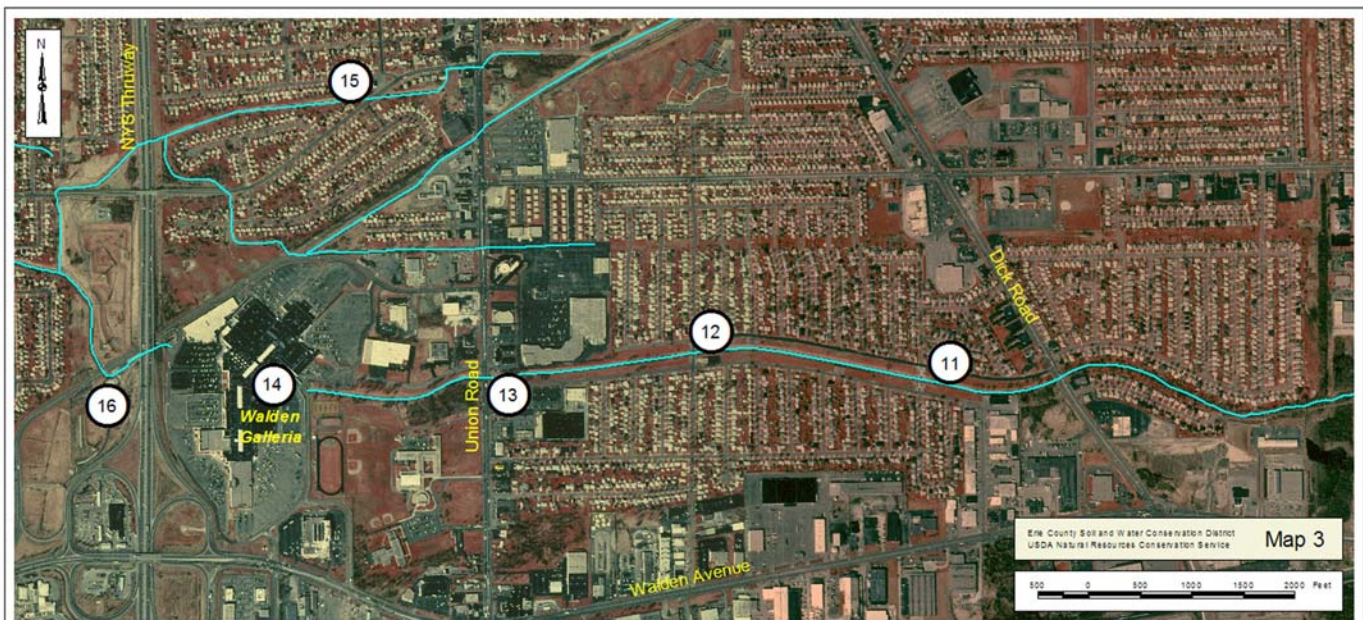 N
NYS Thruway
15
Dick Road
12
11
14
13
16
Walden
Galleria
Union Road
Walden Avenue
Erie County Soil and Water Conservation District
USDA Natural Resources Conservation Service
Map 3
500 0 500 1000 1500 2000 Feet